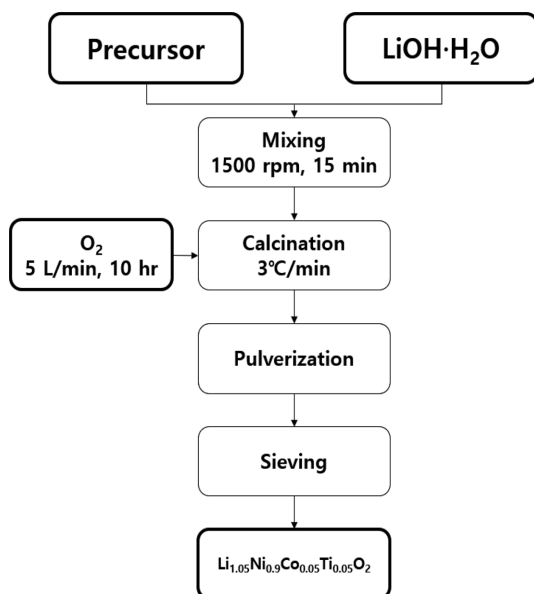 Precursor
LiOH·H₂O
Mixing
1500 rpm, 15 min
O₂
5 L/min, 10 hr
Calcination
3℃/min
Pulverization
Sieving
Li₁.₀₅Ni₀.₉Co₀.₀₅Ti₀.₀₅O₂